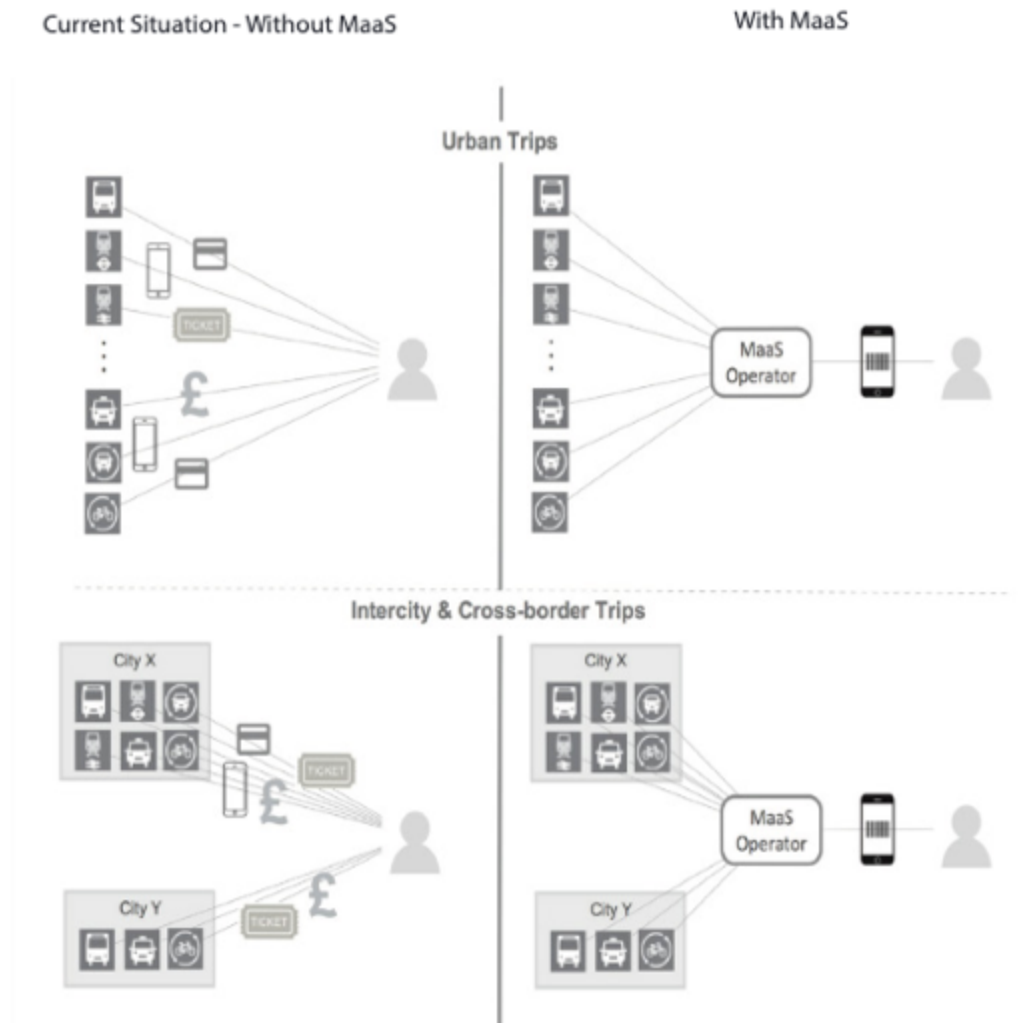 Current Situation - Without MaaS
With MaaS
Urban Trips
TICKET
£
MaaS
Operator
Intercity & Cross-border Trips
City X
TICKET
£
City Y
TICKET
£
City X
MaaS
Operator
City Y